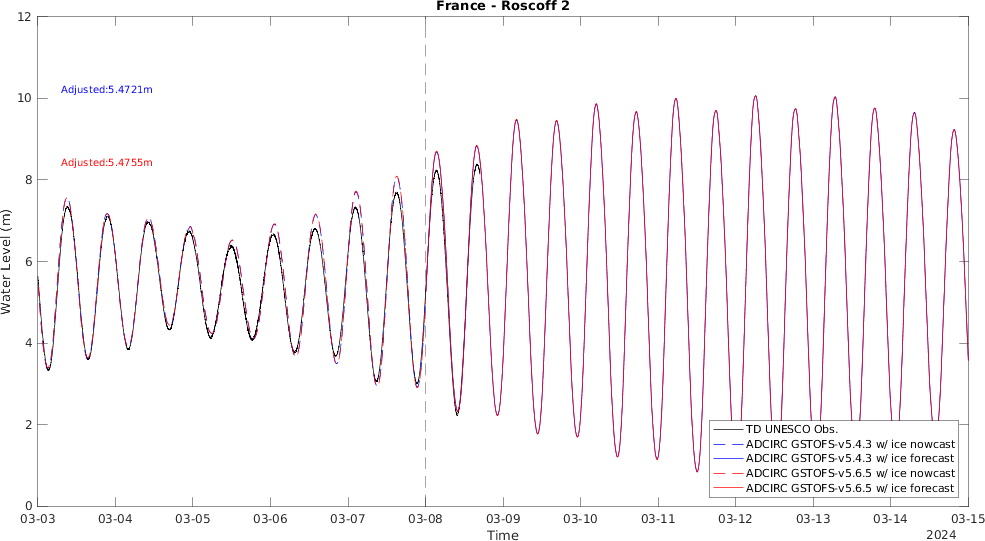 France - Roscoff 2
12
10
8
6
4
2
0
Water Level (m)
Adjusted:5.4721m
Adjusted:5.4755m
TD UNESCO Obs.
ADCIRC GSTOFS-v5.4.3 w/ ice nowcast
ADCIRC GSTOFS-v5.4.3 w/ ice forecast
ADCIRC GSTOFS-v5.6.5 w/ ice nowcast
ADCIRC GSTOFS-v5.6.5 w/ ice forecast
03-03 03-04 03-05 03-06 03-07 03-08 03-09 03-10 03-11 03-12 03-13 03-14 03-15
Time
2024